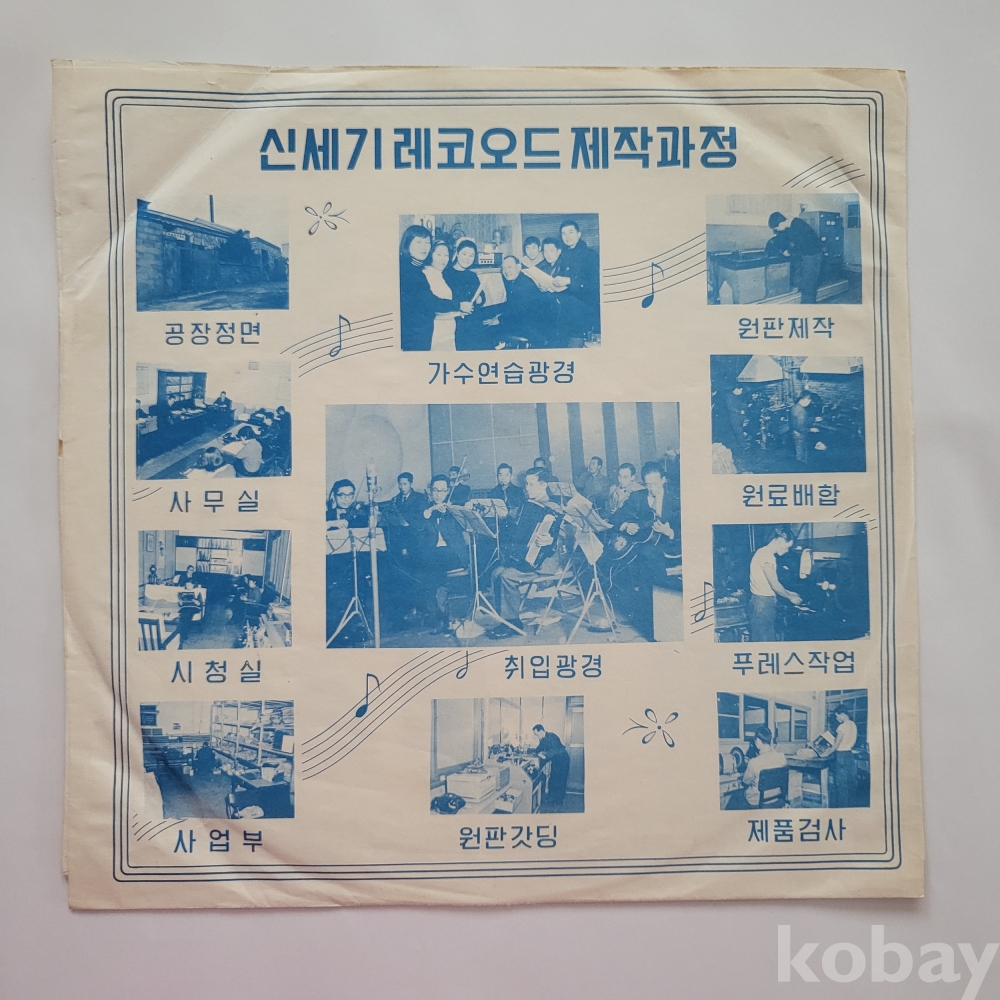 신세기 레코오드 제작과정
공장정면
가수연습광경
원판제작
사무실
원료배합
시청실
취입광경
푸레스작업
사업부
원판갓딩
제품검사
kobay